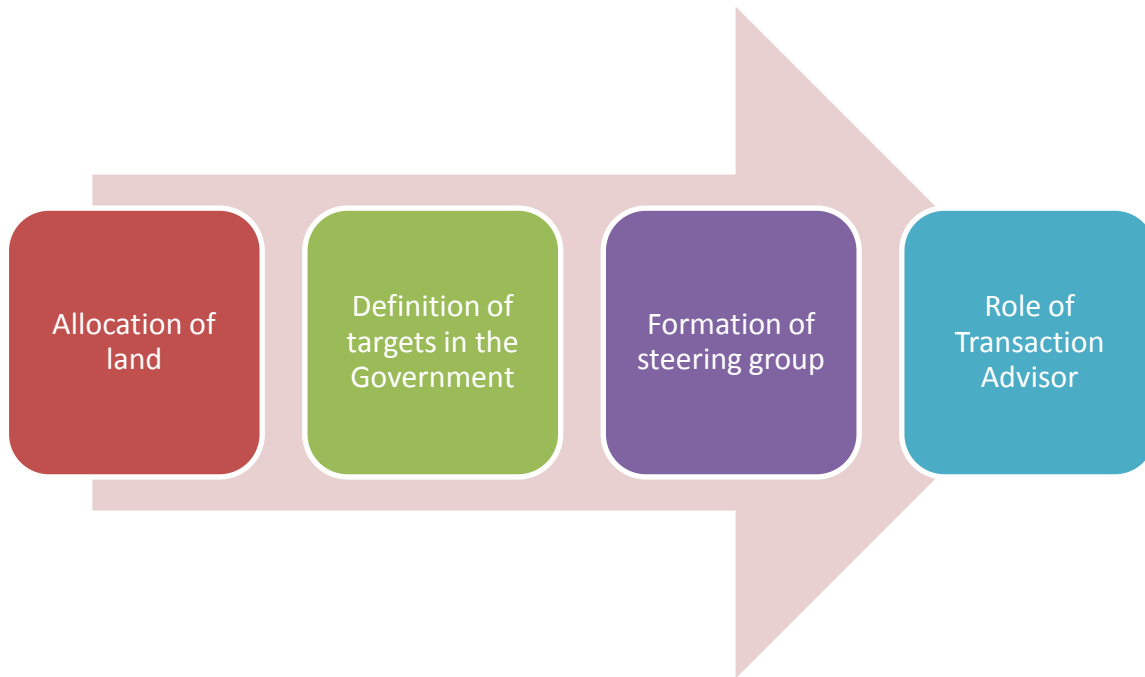 Allocation of
land
Definition of
targets in the
Government
Formation of
steering group
Role of
Transaction
Advisor